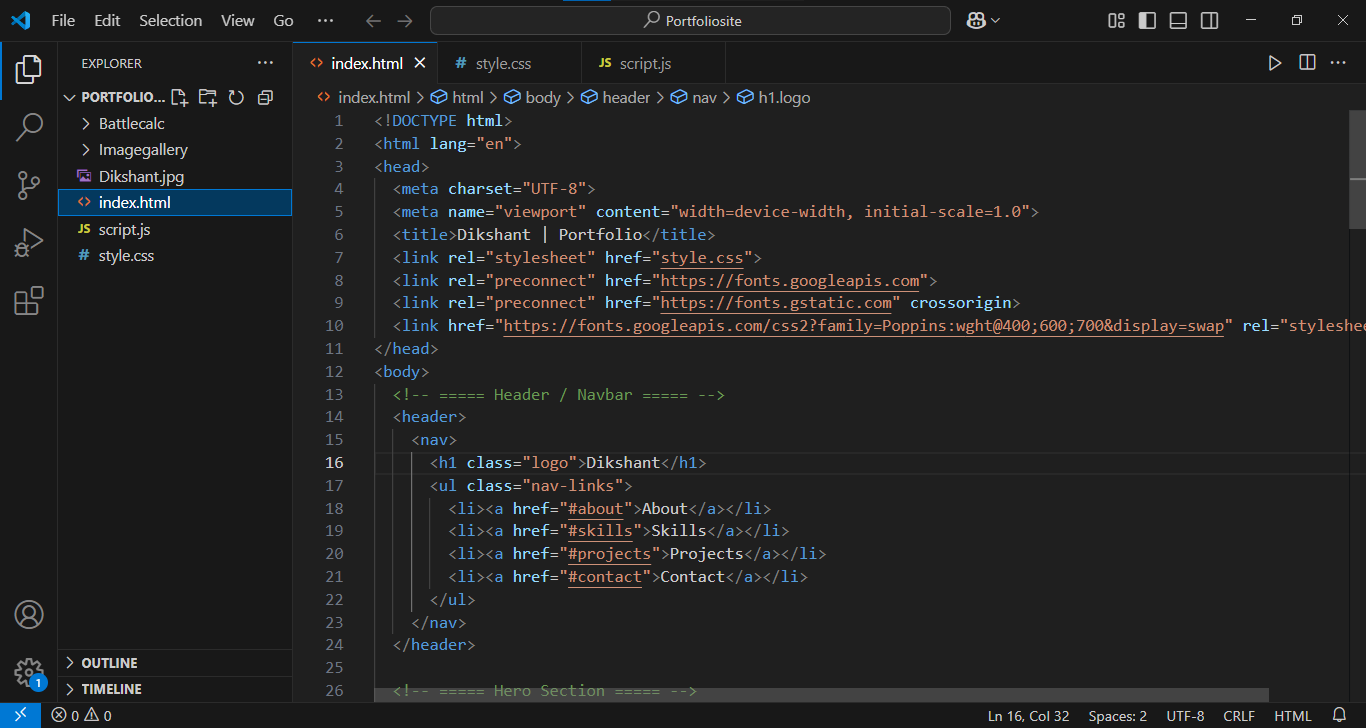 File Edit Selection View Go ··· Portfoliosite
EXPLORER ···
PORTFOLIO...
Battlecalc
Imagegallery
Dikshant.jpg
<> index.html
JS script.js
# style.css
OUTLINE
TIMELINE
<> index.html # style.css JS script.js
<> index.html > html > body > header > nav > h1.logo
1 <!DOCTYPE html>
2 <html lang="en">
3 <head>
4 <meta charset="UTF-8">
5 <meta name="viewport" content="width=device-width, initial-scale=1.0">
6 <title>Dikshant | Portfolio</title>
7 <link rel="stylesheet" href="style.css">
8 <link rel="preconnect" href="https://fonts.googleapis.com">
9 <link rel="preconnect" href="https://fonts.gstatic.com" crossorigin>
10 <link href="https://fonts.googleapis.com/css2?family=Poppins:wght@400;600;700&display=swap" rel="styleshee
11 </head>
12 <body>
13 <!-- ===== Header / Navbar ===== -->
14 <header>
15 <nav>
16 <h1 class="logo">Dikshant</h1>
17 <ul class="nav-links">
18 <li><a href="#about">About</a></li>
19 <li><a href="#skills">Skills</a></li>
20 <li><a href="#projects">Projects</a></li>
21 <li><a href="#contact">Contact</a></li>
22 </ul>
23 </nav>
24 </header>
25
26 <!-- ===== Hero Section ===== -->
1
0 0 Ln 16, Col 32 Spaces: 2 UTF-8 CRLF HTML